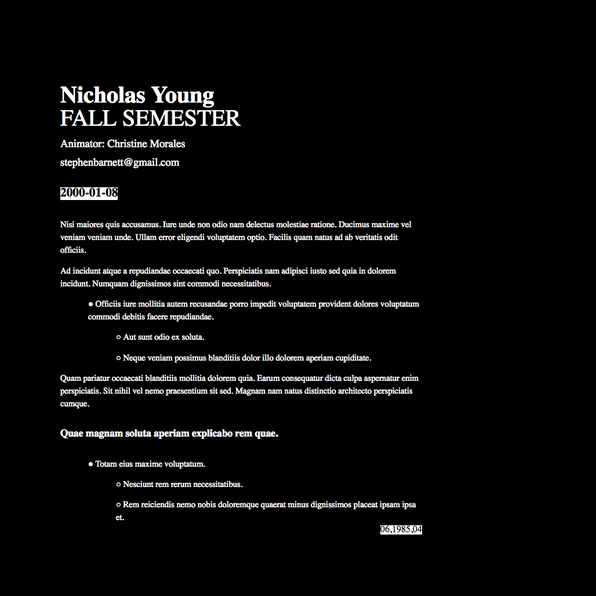 Nicholas Young
FALL SEMESTER
Animator: Christine Morales
stephenbarnett@gmail.com
2000-01-08
Nisi maiores quis accusamus. Iure unde non odio nam delectus molestiae ratione. Ducimus maxime vel
veniam veniam unde. Ullam error eligendi voluptatem optio. Facilis quam natus ad ab veritatis odit
officiis.
Ad incidunt atque a repudiandae occaecati quo. Perspiciatis nam adipisci iusto sed quia in dolorem
incidunt. Numquam dignissimos sint commodi necessitatibus.
● Officiis iure mollitia autem recusandae porro impedit voluptatem provident dolores voluptatum
commodi debitis facere repudiandae.
○ Aut sunt odio ex soluta.
○ Neque veniam possimus blanditiis dolor illo dolorem aperiam cupiditate.
Quam pariatur occaecati blanditiis mollitia dolorem quia. Earum consequatur dicta culpa aspernatur enim
perspiciatis. Sit nihil vel nemo praesentium sit sed. Magnam nam natus distinctio architecto perspiciatis
cumque.
Quae magnam soluta aperiam explicabo rem quae.
● Totam eius maxime voluptatum.
○ Nesciunt rem rerum necessitatibus.
○ Rem reiciendis nemo nobis doloremque quaerat minus dignissimos placeat ipsam ipsa
et.
06,1985,04